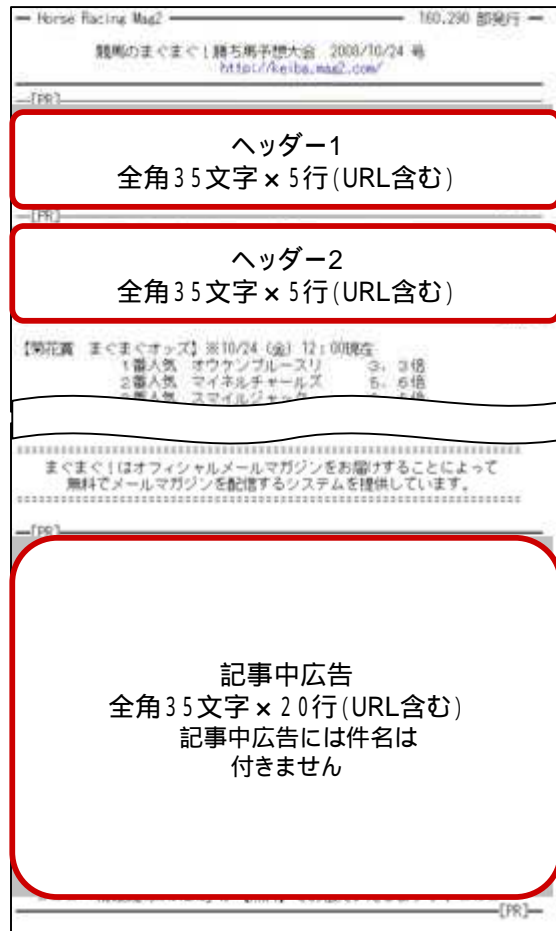 Horse Racing Mag2 160,290 部発行
競馬のまぐまぐ!勝ち馬予想大会 2008/10/24 号
http://keiba.mag2.com/
[PR]
ヘッダー1
全角35文字×5行(URL含む)
[PR]
ヘッダー2
全角35文字×5行(URL含む)
【菊花賞 まぐまぐオッズ】※10/24 (金) 12:00現在
1番人気 オウケンブルースリ 3. 3倍
2番人気 マイネルチャールズ 5. 6倍
スマイルジャック
まぐまぐ!はオフィシャルメールマガジンをお届けすることによって
無料でメールマガジンを配信するシステムを提供しています。
[PR]
記事中広告
全角35文字×20行(URL含む)
記事中広告には件名は
付きません
[PR]